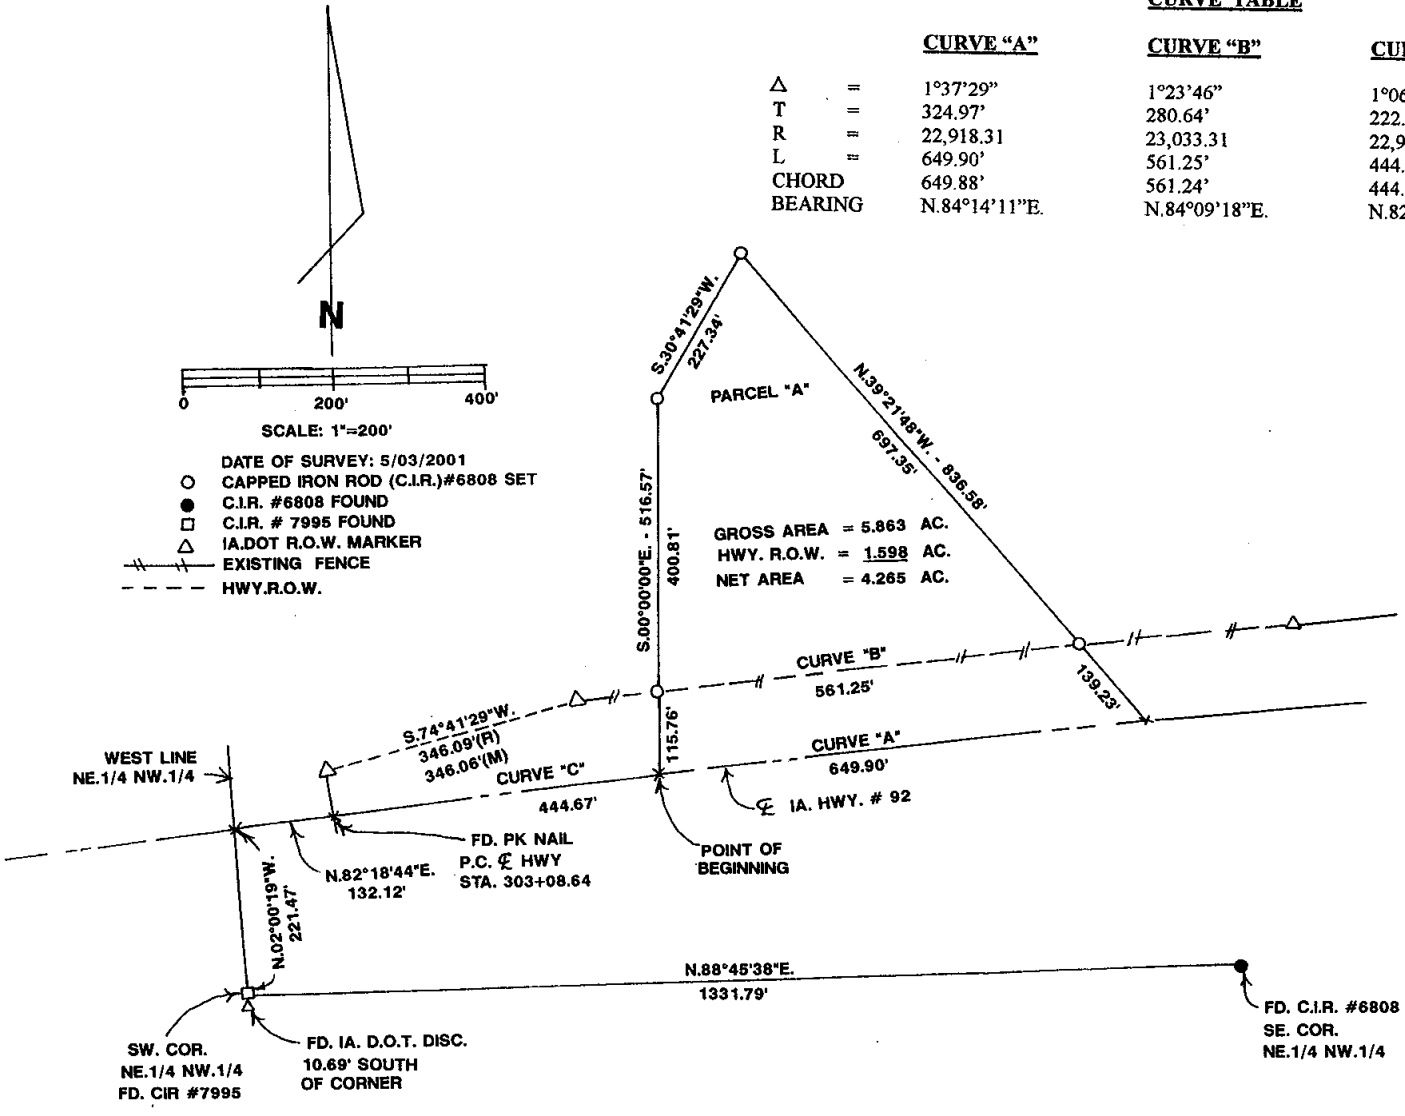 CURVE TABLE
CURVE “A” CURVE “B”
Δ = 1°37’29” 1°23’46” 1°06
T = 324.97’ 280.64’ 222.
R = 22,918.31 23,033.31 22,9
L = 649.90’ 561.25’ 444.
CHORD 649.88’ 561.24’ 444.
BEARING N.84°14’11”E. N.84°09’18”E. N.82
N
0 200' 400'
SCALE: 1"=200'
DATE OF SURVEY: 5/03/2001
CAPPED IRON ROD (C.I.R.)#6808 SET
C.I.R. #6808 FOUND
C.I.R. # 7995 FOUND
IA.DOT R.O.W. MARKER
EXISTING FENCE
HWY.R.O.W.
S.30°41'29"W.
227.34'
PARCEL "A"
N.39°21'48"W. - 836.58'
697.35'
S.00°00'00"E. - 516.57'
400.81'
GROSS AREA = 5.863 AC.
HWY. R.O.W. = 1.598 AC.
NET AREA = 4.265 AC.
CURVE "B"
561.25'
139.23'
115.76'
S.74°41'29"W.
346.09'(R)
346.06'(M)
CURVE "A"
649.90'
WEST LINE
NE.1/4 NW.1/4
CURVE "C"
444.67'
℄ IA. HWY. # 92
FD. PK NAIL
P.C. ℄ HWY
STA. 303+08.64
POINT OF
BEGINNING
N.82°18'44"E.
132.12'
N.02°00'19"W.
221.47'
N.88°45'38"E.
1331.79'
SW. COR.
NE.1/4 NW.1/4
FD. CIR #7995
FD. IA. D.O.T. DISC.
10.69' SOUTH
OF CORNER
FD. C.I.R. #6808
SE. COR.
NE.1/4 NW.1/4